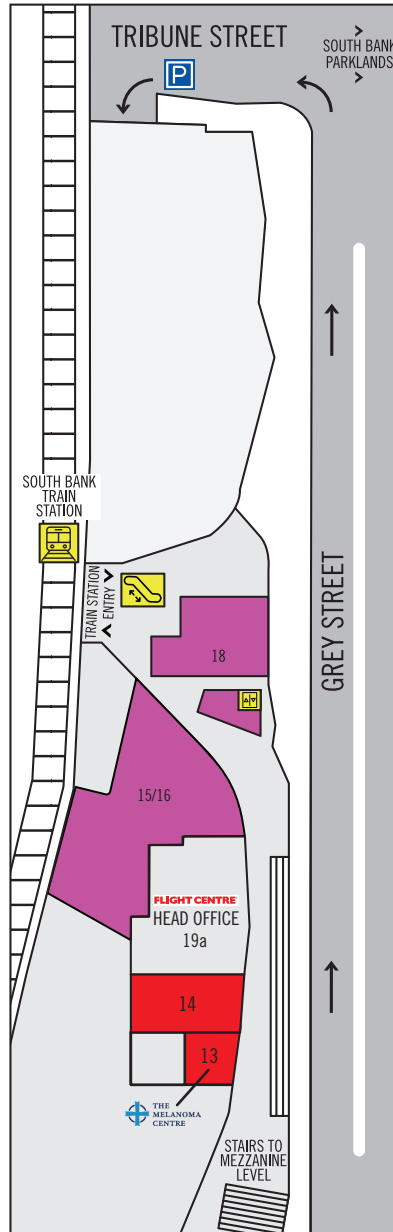 TRIBUNE STREET
SOUTH BANK
PARKLANDS
P
SOUTH BANK
TRAIN
STATION
TRAIN STATION
ENTRY
18
GREY STREET
15/16
FLIGHT CENTRE
HEAD OFFICE
19a
14
13
THE
MELANOMA
CENTRE
STAIRS TO
MEZZANINE
LEVEL